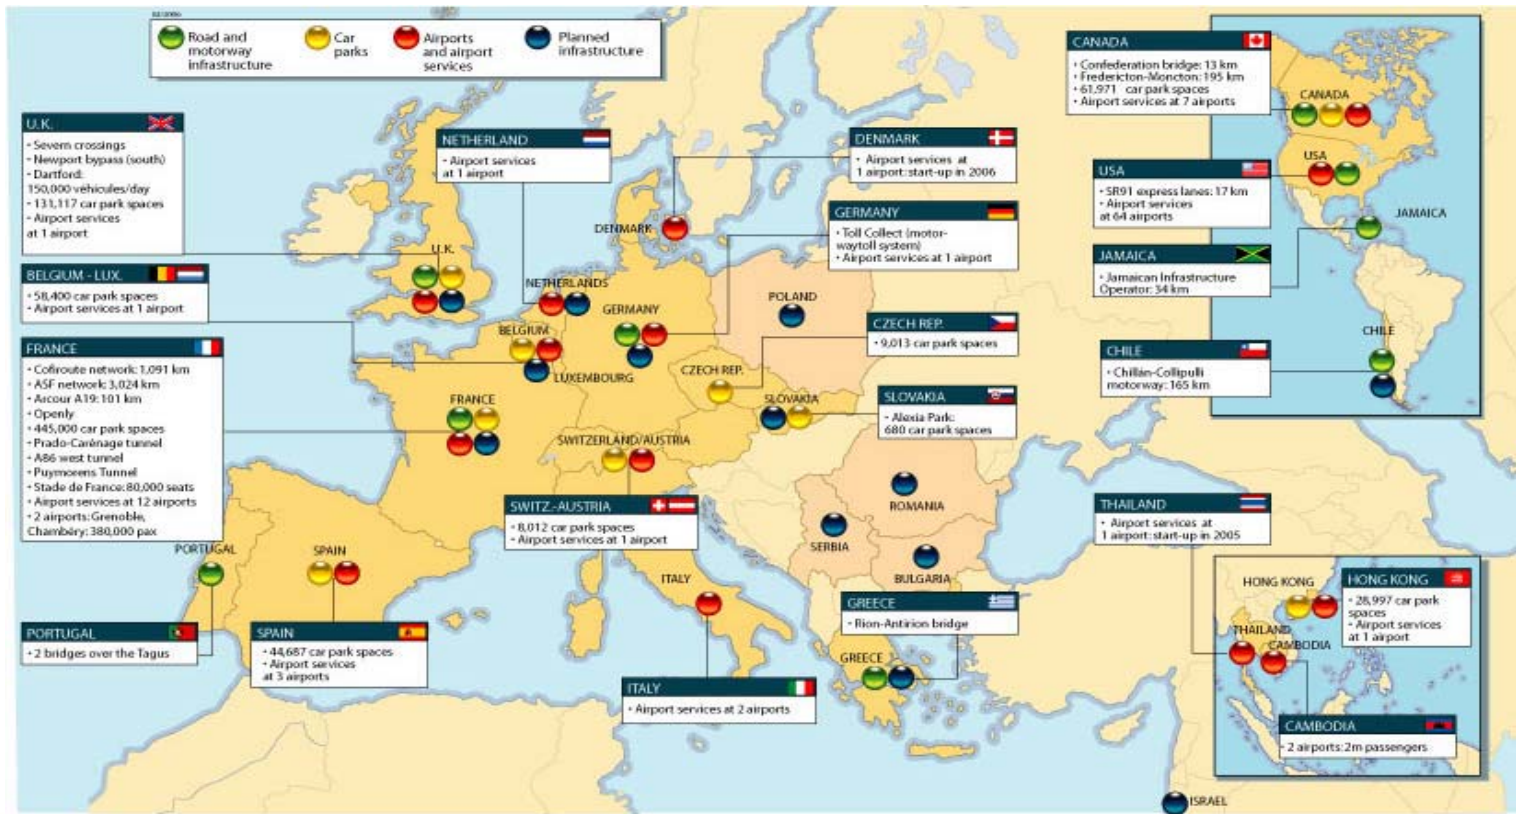 02/2006
Road and
motorway
infrastructure
Car
parks
Airports
and airport
services
Planned
infrastructure
U.K.
• Severn crossings
• Newport bypass (south)
• Dartford:
150,000 véhicules/day
• 131,117 car park spaces
• Airport services
at 1 airport
BELGIUM - LUX.
• 58,400 car park spaces
• Airport services at 1 airport
FRANCE
• Cofiroute network: 1,091 km
• ASF network: 3,024 km
• Arcour A19: 101 km
• Openly
• 445,000 car park spaces
• Prado-Carénage tunnel
• A86 west tunnel
• Puymorens Tunnel
• Stade de France: 80,000 seats
• Airport services at 12 airports
• 2 airports: Grenoble,
Chambéry: 380,000 pax
PORTUGAL
• 2 bridges over the Tagus
SPAIN
• 44,687 car park spaces
• Airport services
at 3 airports
NETHERLAND
• Airport services
at 1 airport
DENMARK
• Airport services at
1 airport: start-up in 2006
GERMANY
• Toll Collect (motor-
waytoll system)
• Airport services at 1 airport
CZECH REP.
• 9,013 car park spaces
SLOVAKIA
• Alexia Park:
680 car park spaces
SWITZ.-AUSTRIA
• 8,012 car park spaces
• Airport services at 1 airport
ITALY
• Airport services at 2 airports
GREECE
• Rion-Antirion bridge
U.K.
DENMARK
NETHERLANDS
GERMANY
BELGIUM
LUXEMBOURG
POLAND
CZECH REP.
SLOVAKIA
FRANCE
SWITZERLAND/AUSTRIA
PORTUGAL
SPAIN
ITALY
ROMANIA
SERBIA
BULGARIA
GREECE
ISRAEL
CANADA
• Confederation bridge: 13 km
• Fredericton-Moncton: 195 km
• 61,971 car park spaces
• Airport services at 7 airports
USA
• SR91 express lanes: 17 km
• Airport services
at 64 airports
JAMAICA
• Jamaican Infrastructure
Operator: 34 km
CHILE
• Chillán-Collipulli
motorway: 165 km
CANADA
USA
JAMAICA
CHILE
THAILAND
• Airport services at
1 airport: start-up in 2005
HONG KONG
• 28,997 car park
spaces
• Airport services
at 1 airport
CAMBODIA
• 2 airports: 2m passengers
HONG KONG
THAILAND
CAMBODIA